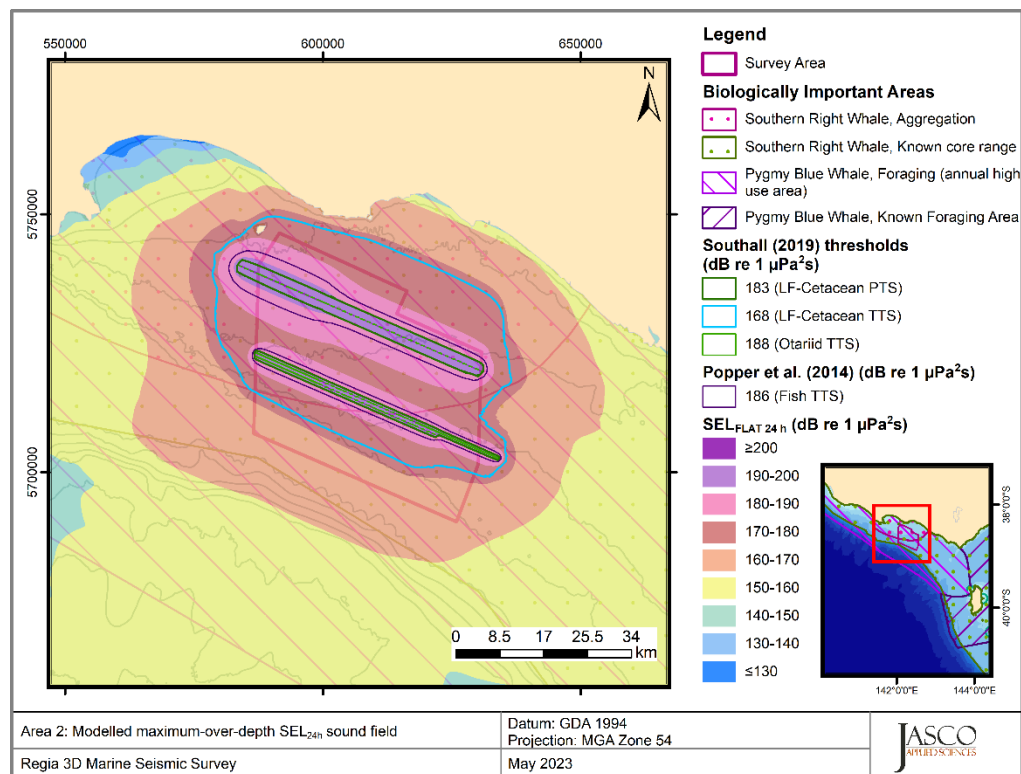 550000 600000 650000
5750000
5700000
N
0 8.5 17 25.5 34
km
Legend
Survey Area
Biologically Important Areas
Southern Right Whale, Aggregation
Southern Right Whale, Known core range
Pygmy Blue Whale, Foraging (annual high
use area)
Pygmy Blue Whale, Known Foraging Area
Southall (2019) thresholds
(dB re 1 µPa²s)
183 (LF-Cetacean PTS)
168 (LF-Cetacean TTS)
188 (Otariid TTS)
Popper et al. (2014) (dB re 1 µPa²s)
186 (Fish TTS)
SEL FLAT 24 h (dB re 1 µPa²s)
≥200
190-200
180-190
170-180
160-170
150-160
140-150
130-140
≤130
38°0'0"S
40°0'0"S
142°0'0"E 144°0'0"E
Area 2: Modelled maximum-over-depth SEL24h sound field
Datum: GDA 1994
Projection: MGA Zone 54
Regia 3D Marine Seismic Survey
May 2023
JASCO
APPLIED SCIENCES